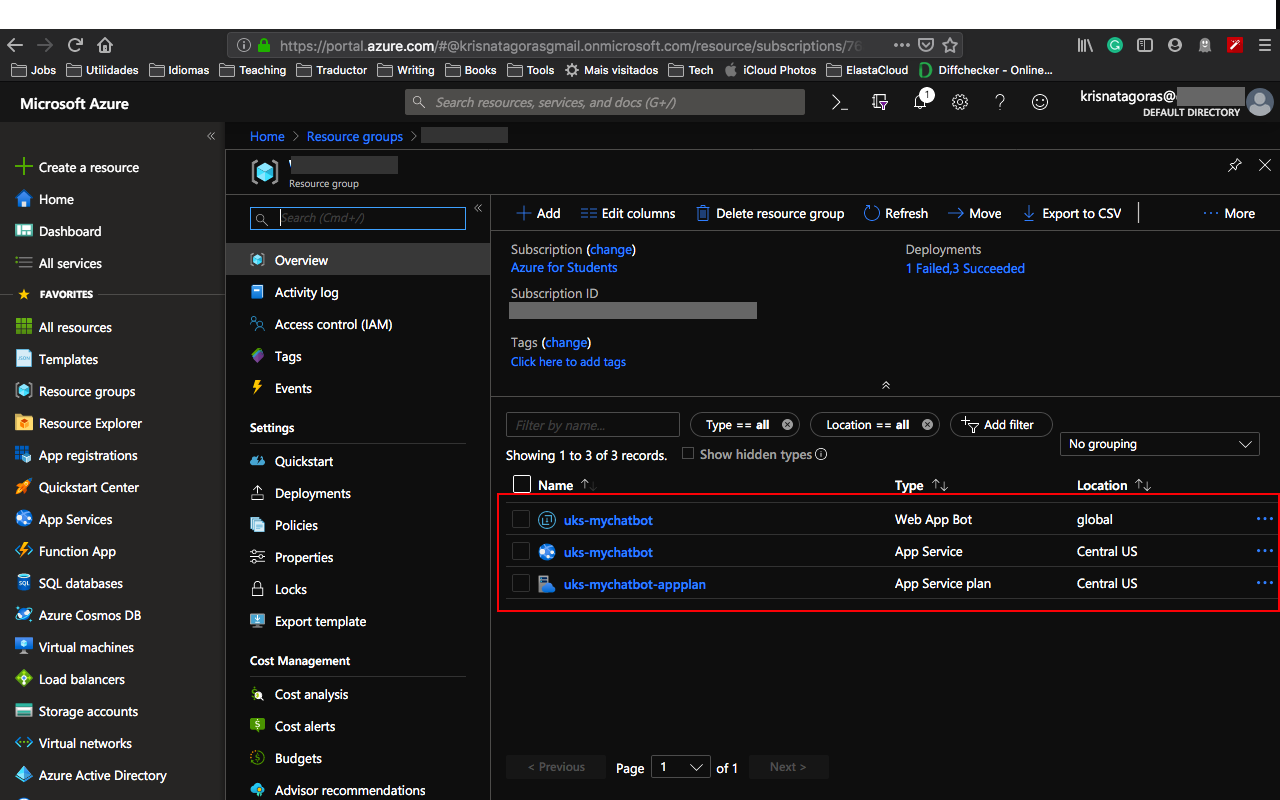 https://portal.azure.com/#@krisnatagorasgmail.onmicrosoft.com/resource/subscriptions/76
Jobs Utilidades Idiomas Teaching Traductor Writing Books Tools Mais visitados Tech iCloud Photos ElastaCloud Diffchecker - Online...
Microsoft Azure
Search resources, services, and docs (G+/)
1
krisnatagoras@
DEFAULT DIRECTORY
Create a resource
Home
Dashboard
All services
FAVORITES
All resources
Templates
Resource groups
Resource Explorer
App registrations
Quickstart Center
App Services
Function App
SQL databases
Azure Cosmos DB
Virtual machines
Load balancers
Storage accounts
Virtual networks
Azure Active Directory
Home > Resource groups >
Resource group
Search (Cmd+/)
Overview
Activity log
Access control (IAM)
Tags
Events
Settings
Quickstart
Deployments
Policies
Properties
Locks
Export template
Cost Management
Cost analysis
Cost alerts
Budgets
Advisor recommendations
Add Edit columns Delete resource group Refresh Move Export to CSV More
Subscription (change)
Azure for Students
Deployments
1 Failed,3 Succeeded
Subscription ID
Tags (change)
Click here to add tags
Filter by name...
Type == all
Location == all
Add filter
Showing 1 to 3 of 3 records.
Show hidden types
No grouping
Name Type Location
uks-mychatbot Web App Bot global
uks-mychatbot App Service Central US
uks-mychatbot-appplan App Service plan Central US
< Previous Page 1 of 1 Next >